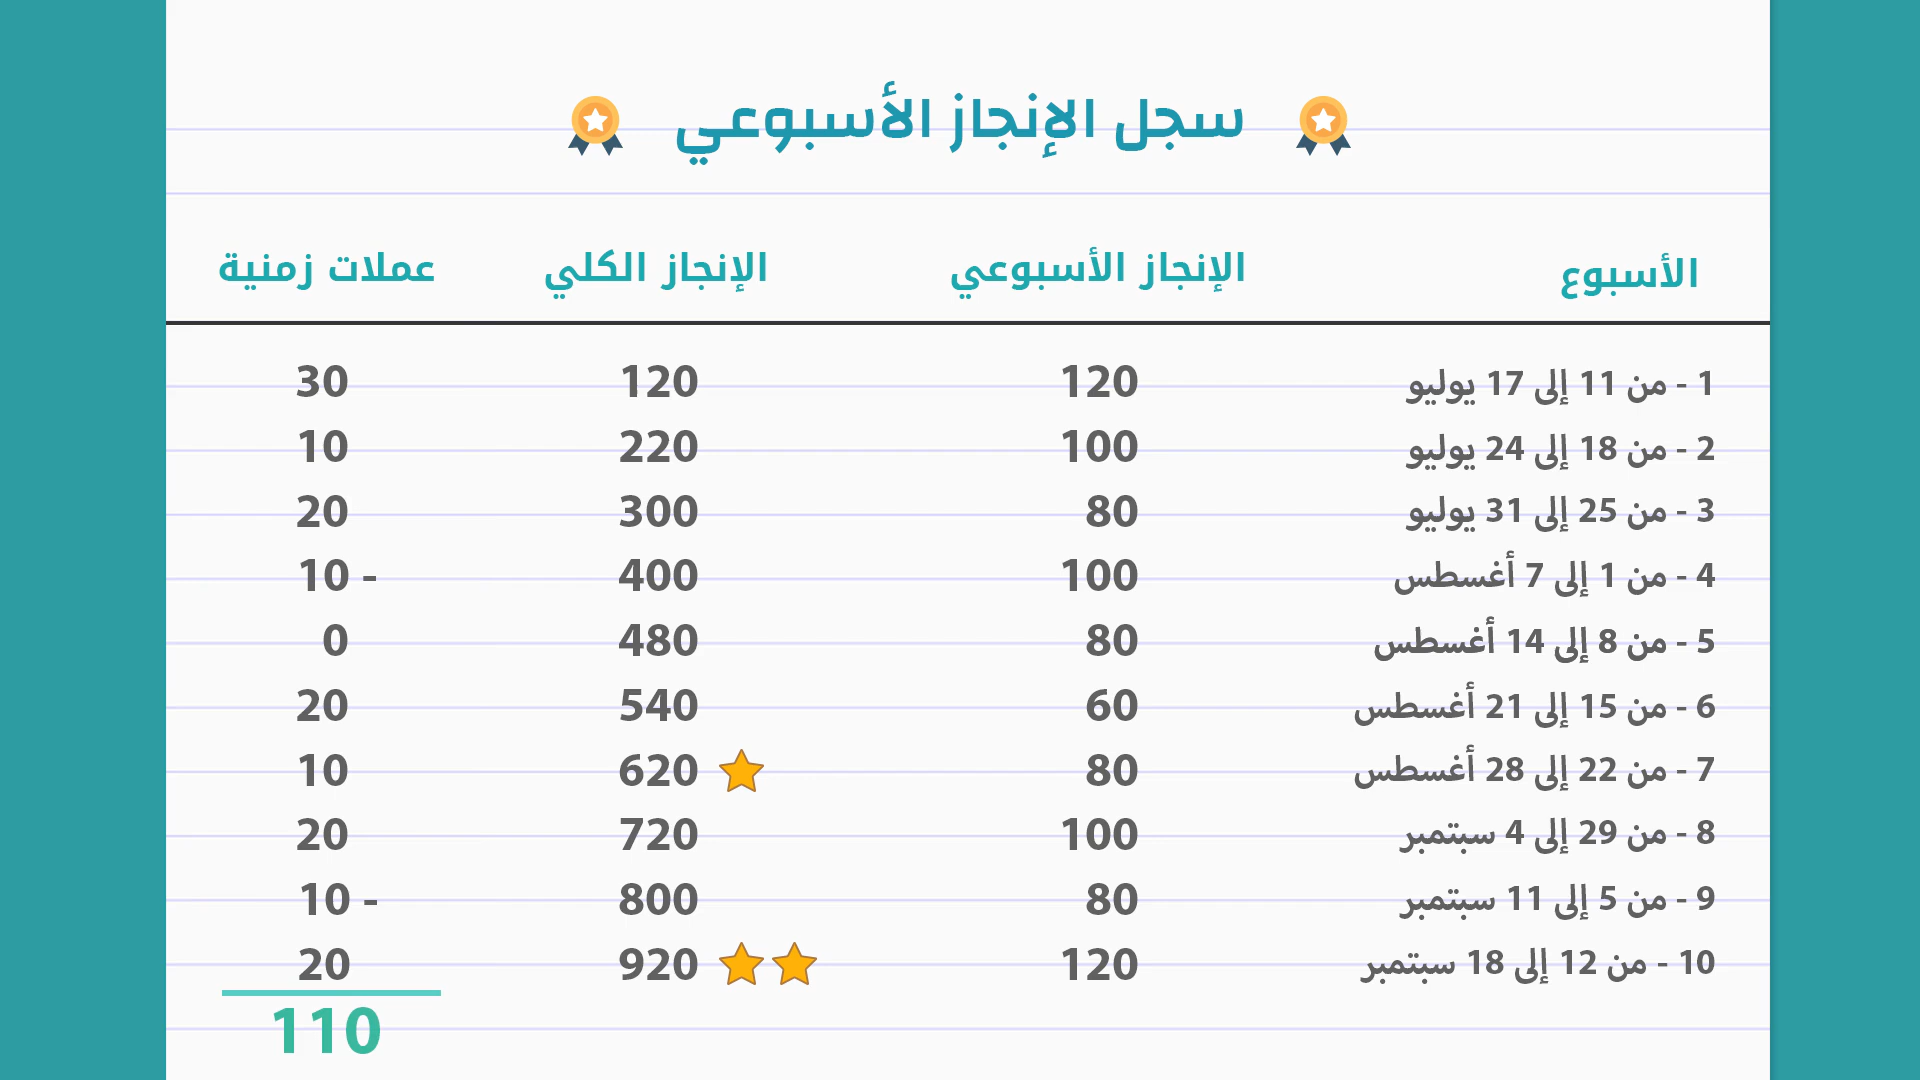 سجل الإنجاز الأسبوعي
الأسبوع الإنجاز الأسبوعي الإنجاز الكلي عملات زمنية
1 - من 11 إلى 17 يوليو 120 120 30
2 - من 18 إلى 24 يوليو 100 220 10
3 - من 25 إلى 31 يوليو 80 300 20
4 - من 1 إلى 7 أغسطس 100 400 10 -
5 - من 8 إلى 14 أغسطس 80 480 0
6 - من 15 إلى 21 أغسطس 60 540 20
7 - من 22 إلى 28 أغسطس 80 620 10
8 - من 29 إلى 4 سبتمبر 100 720 20
9 - من 5 إلى 11 سبتمبر 80 800 10 -
10 - من 12 إلى 18 سبتمبر 120 920 20
110